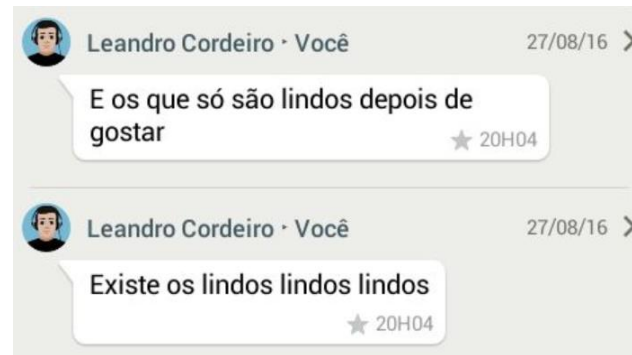 Leandro Cordeiro · Você 27/08/16
E os que só são lindos depois de
gostar
20H04
Leandro Cordeiro · Você 27/08/16
Existe os lindos lindos lindos
20H04